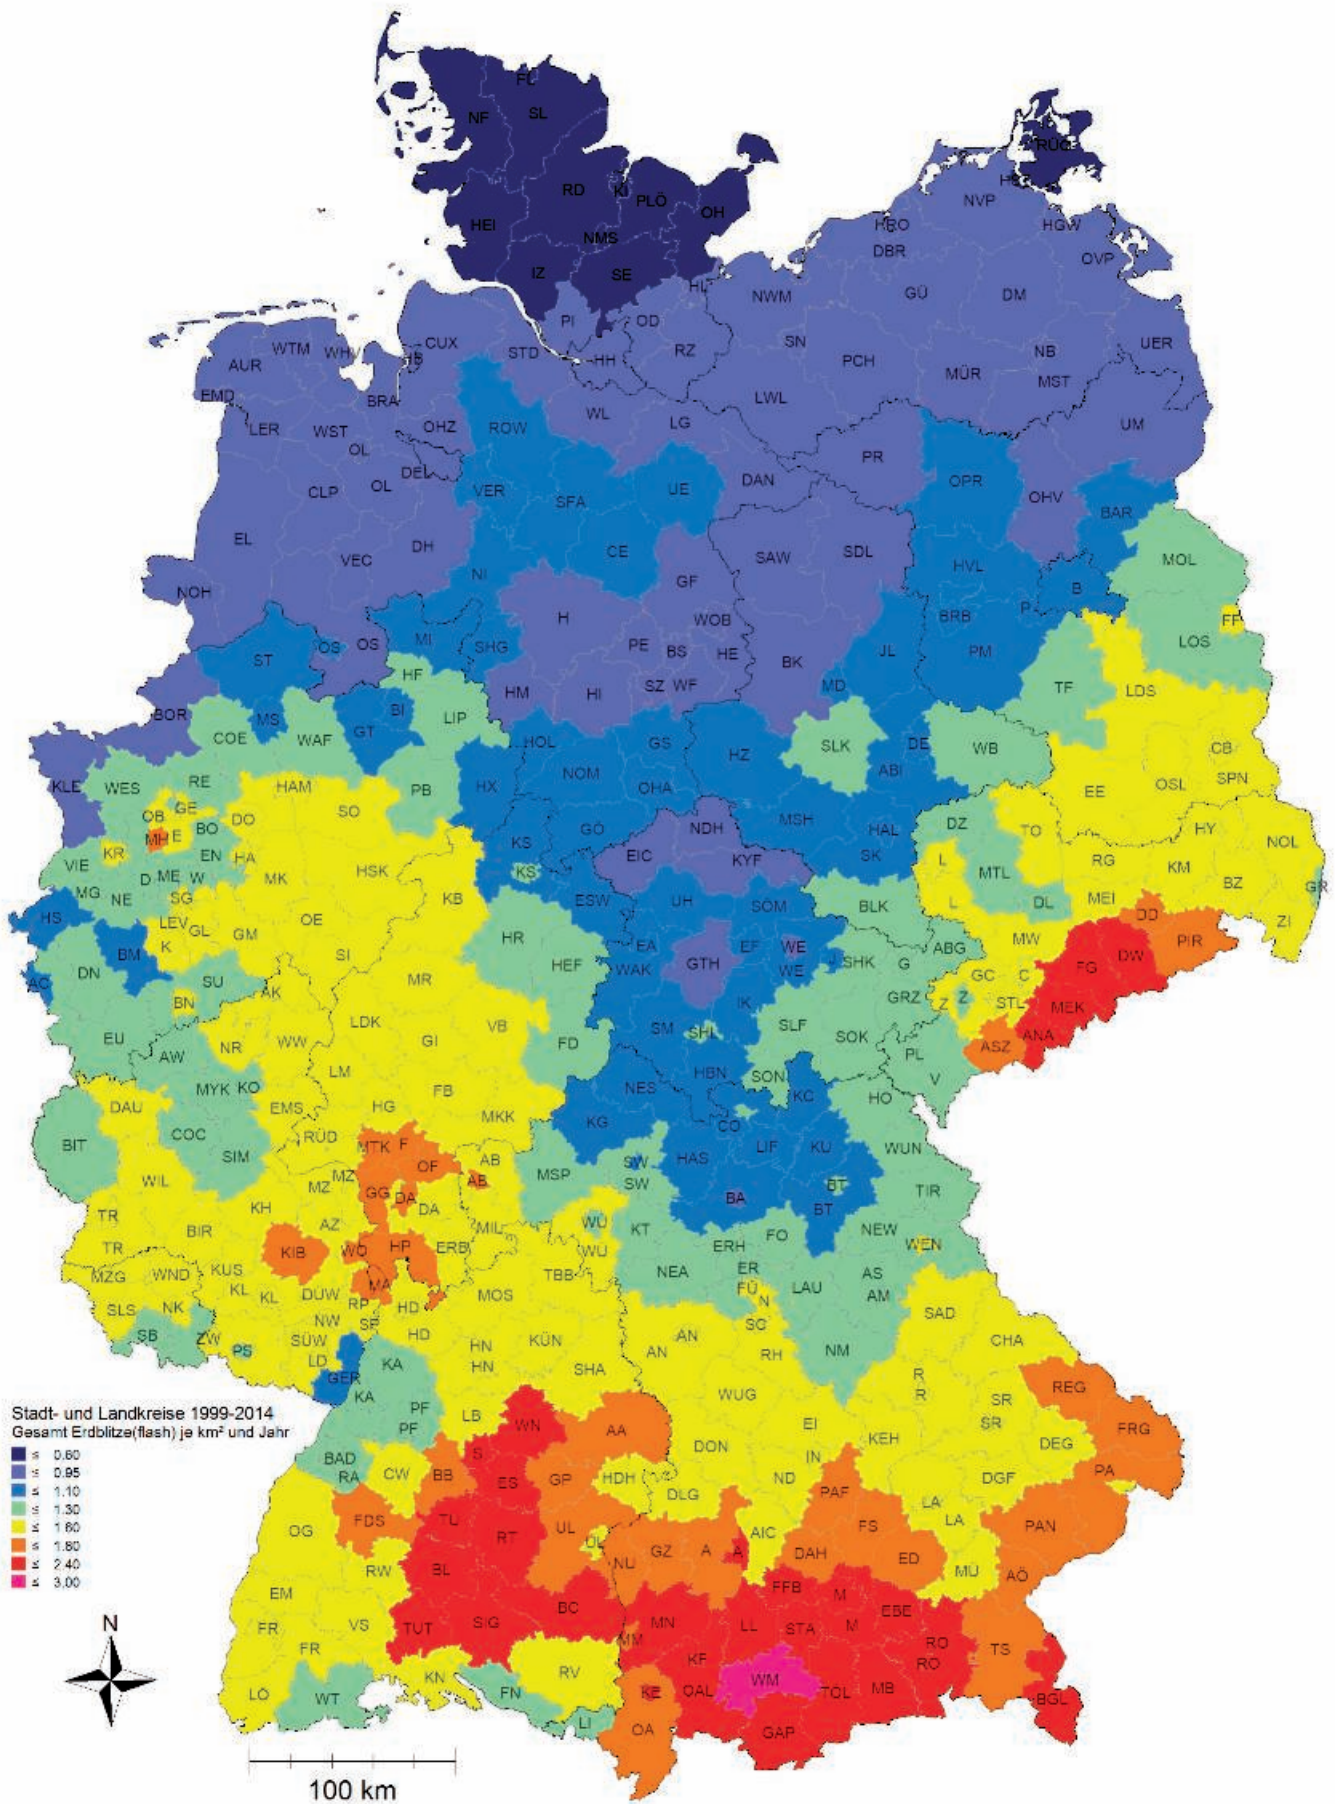 FL
NF
SL
RÜG
HST
RD
KI
PLÖ
OH
NVP
HEI
HRO
HGW
NMS
DBR
OVP
IZ
SE
HL
NWM
GÜ
DM
PI
OD
SN
UER
CUX
STD
HH
RZ
NB
WTM
WHV
HB
PCH
MÜR
MST
AUR
EMD
BRA
LWL
WL
LG
UM
LER
WST
OHZ
ROW
OL
PR
DEL
DAN
OPR
CLP
OL
VER
SFA
UE
OHV
BAR
EL
VEC
DH
CE
SAW
SDL
MOL
NI
GF
HVL
NOH
B
H
WOB
BRB
P
FF
OS
OS
MI
SHG
PE
BS
HE
BK
JL
PM
LOS
ST
HF
MD
TF
LDS
HM
HI
SZ
WF
BOR
MS
BI
LIP
COE
WAF
GT
HOL
GS
HZ
SLK
DE
WB
CB
KLE
WES
RE
HAM
PB
HX
NOM
OHA
ABI
EE
OSL
SPN
OB
GE
DO
SO
MH
E
BO
KS
GÖ
NDH
MSH
HAL
DZ
TO
HY
NOL
KR
EN
HA
EIC
KYF
SK
L
RG
KM
VIE
D
ME
W
MK
HSK
KB
KS
MTL
BZ
GR
MG
NE
SG
ESW
UH
SÖM
BLK
L
DL
MEI
HS
LEV
GL
GM
OE
DD
ZI
K
SI
HR
EA
EF
WE
ABG
MW
PIR
BM
HEF
WAK
GTH
WE
J
SHK
G
GC
C
FG
DW
DN
SU
MR
AC
BN
AK
IK
GRZ
Z
Z
STL
MEK
LDK
VB
SM
SHL
SLF
EU
NR
WW
GI
FD
SOK
ANA
AW
PL
ASZ
LM
NES
HBN
SON
V
MYK
KO
FB
KC
HO
DAU
EMS
HG
MKK
KG
CO
COC
RÜD
MTK
F
LIF
KU
WUN
BIT
SIM
OF
AB
HAS
WIL
MZ
MSP
SW
SW
BT
TIR
MZ
GG
DA
AB
BA
KH
DA
BT
TR
AZ
MIL
WÜ
KT
FO
NEW
BIR
KIB
WO
HP
ERB
WÜ
ERH
WEN
TR
TBB
NEA
ER
AS
MZG
WND
KUS
KL
KL
DÜW
MA
MOS
FÜ
LAU
AM
SLS
NK
RP
HD
N
SAD
NW
SP
SC
SB
ZW
PS
SÜW
HD
HN
KÜN
AN
NM
CHA
LD
HN
SHA
AN
RH
GER
KA
R
KA
WUG
R
SR
REG
PF
LB
WN
AA
EI
SR
FRG
PF
S
DON
KEH
DEG
BAD
IN
RA
CW
BB
ES
GP
HDH
ND
DGF
PA
DLG
PAF
LA
OG
FDS
TÜ
RT
UL
UL
AIC
FS
LA
PAN
RW
BL
NU
GZ
A
A
DAH
ED
MÜ
AÖ
EM
FFB
M
FR
VS
TUT
SIG
BC
MN
LL
STA
M
EBE
FR
MM
RO
TS
RO
KF
LÖ
WT
KN
RV
FN
KE
OAL
WM
TÖL
MB
BGL
LI
OA
GAP
Stadt- und Landkreise 1999-2014
Gesamt Erdblitze(flash) je km² und Jahr
≤ 0.60
≤ 0.95
≤ 1.10
≤ 1.30
≤ 1.60
≤ 1.80
≤ 2.40
≤ 3.00
N
100 km